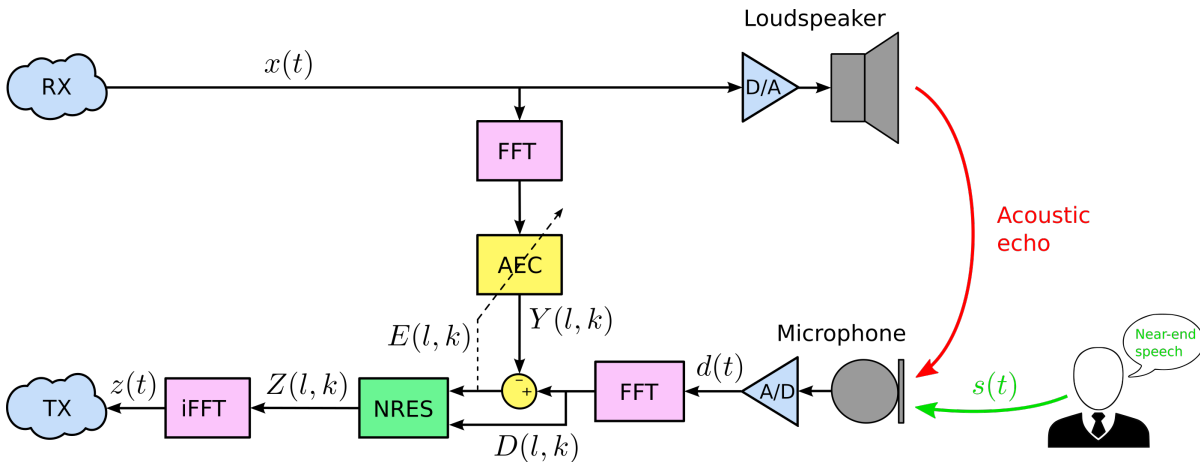 Loudspeaker
RX
x(t)
D/A
FFT
Acoustic
echo
AEC
E(l, k)
Y(l, k)
Microphone
Near-end
speech
TX
z(t)
iFFT
Z(l, k)
NRES
−
+
D(l, k)
FFT
d(t)
A/D
s(t)